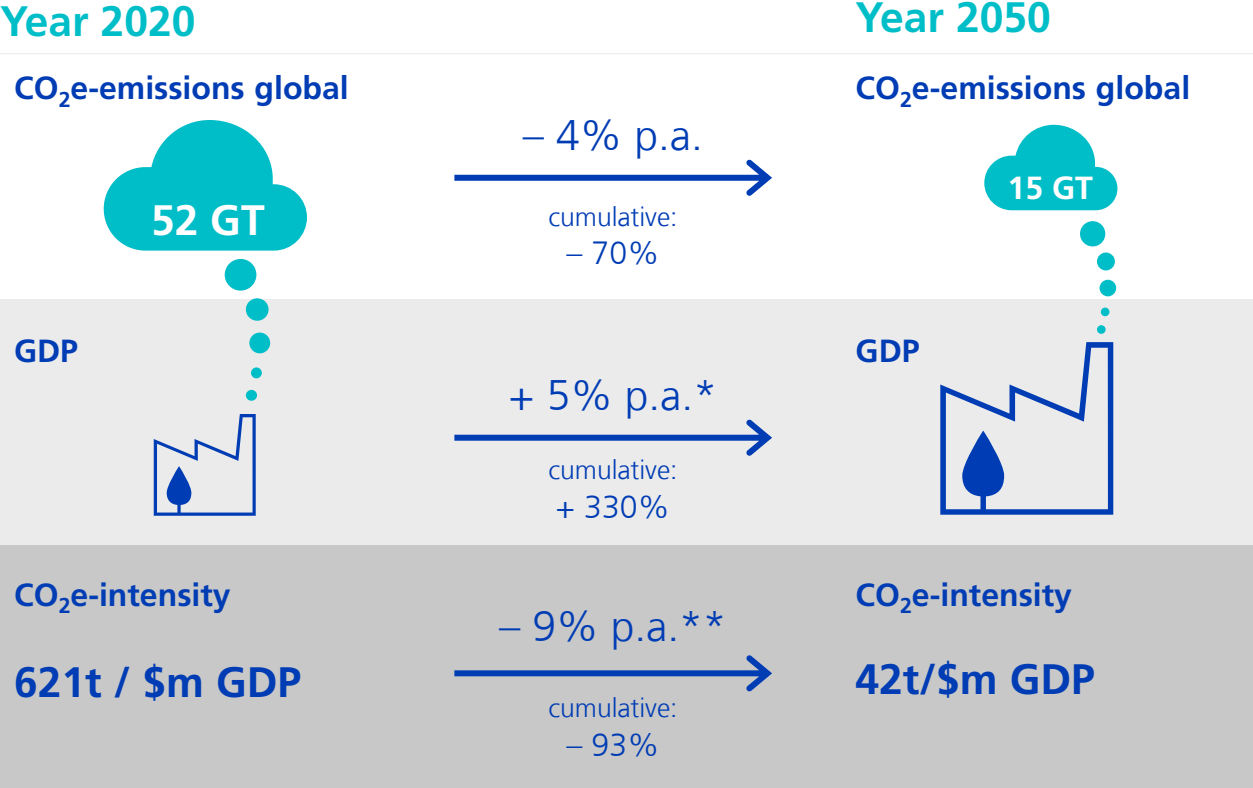 Year 2020
Year 2050
CO₂e-emissions global
– 4% p.a.
cumulative:
– 70%
CO₂e-emissions global
52 GT
15 GT
GDP
+ 5% p.a.*
cumulative:
+ 330%
GDP
CO₂e-intensity
– 9% p.a.**
cumulative:
– 93%
CO₂e-intensity
621t / $m GDP
42t/$m GDP